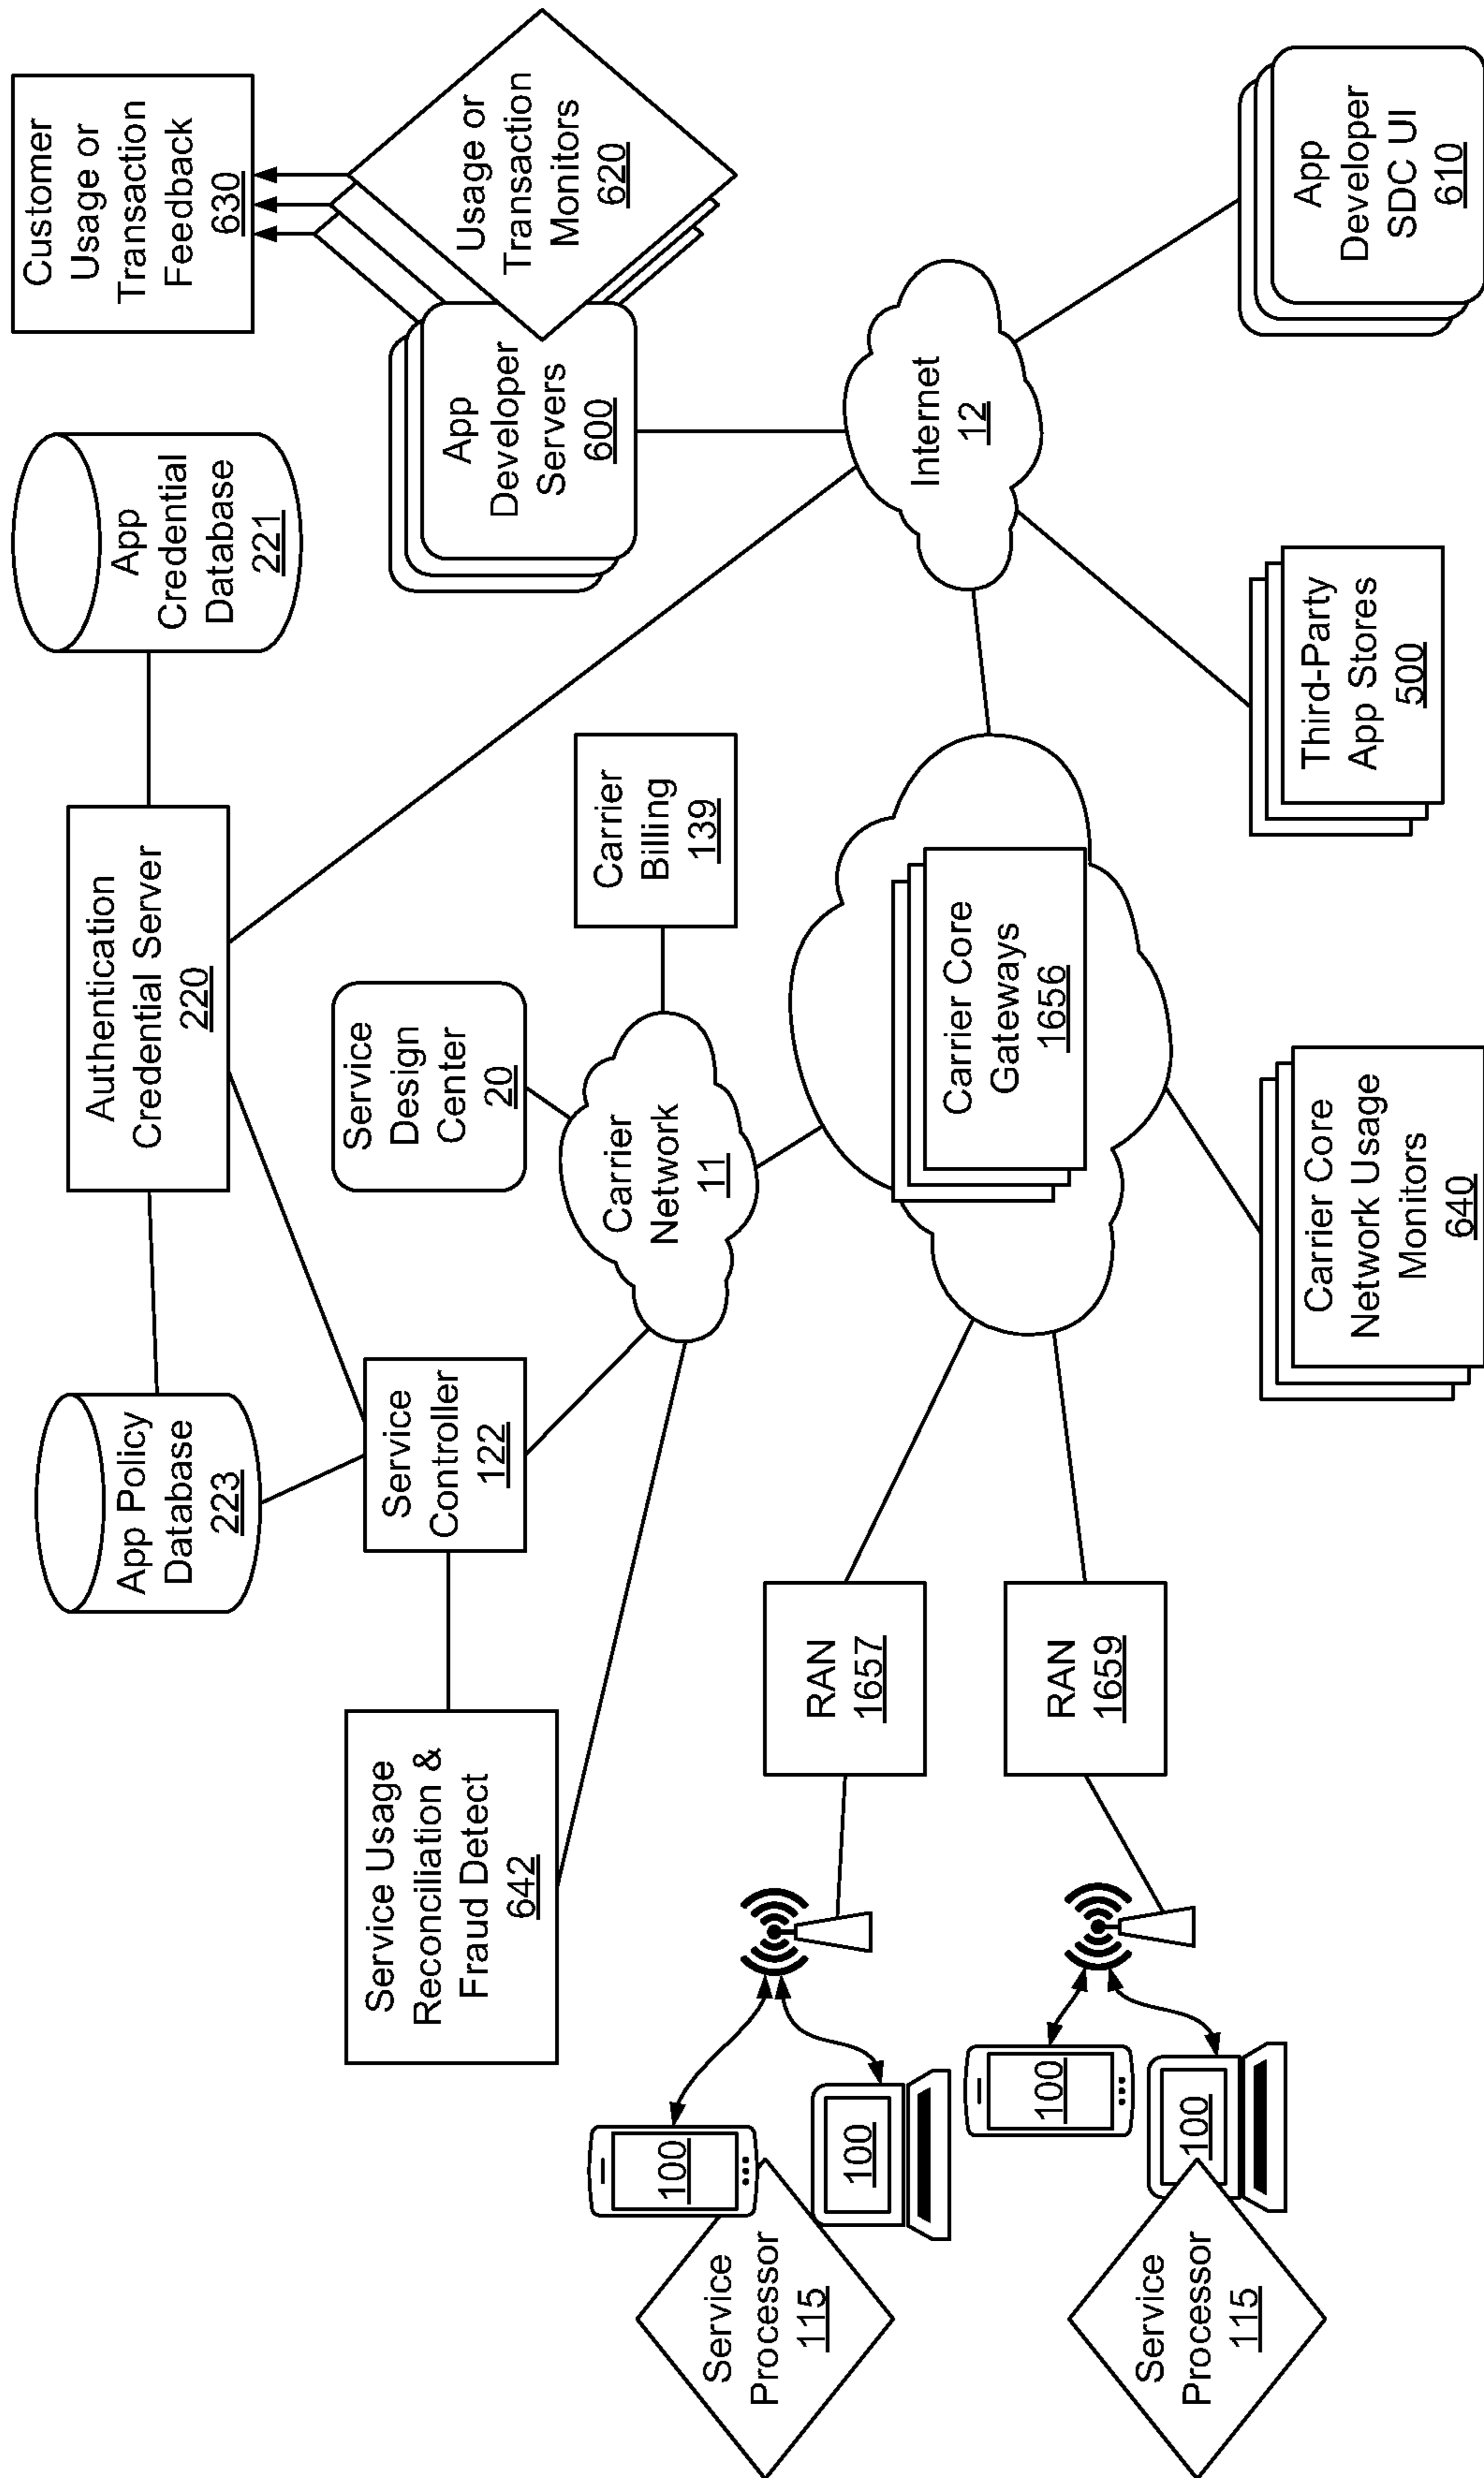 Customer
Usage or
Transaction
Feedback
630
Usage or
Transaction
Monitors
620
App
Developer
Servers
600
App
Credential
Database
221
Authentication
Credential Server
220
App Policy
Database
223
Service
Controller
122
Service Usage
Reconciliation &
Fraud Detect
642
Service
Design
Center
20
Carrier
Network
11
Carrier
Billing
139
Internet
12
App
Developer
SDC UI
610
Third-Party
App Stores
500
Carrier Core
Gateways
1656
Carrier Core
Network Usage
Monitors
640
RAN
1657
RAN
1659
100
100
100
100
Service
Processor
115
Service
Processor
115